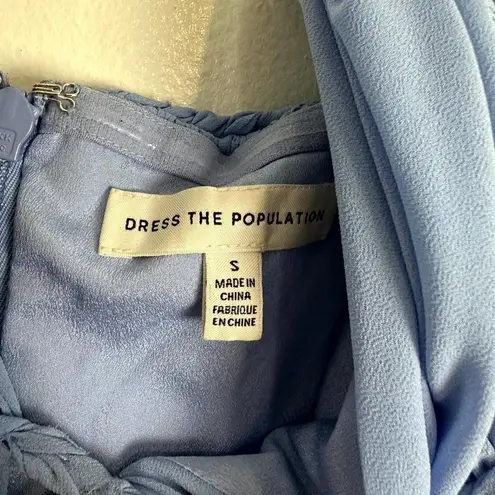 DRESS THE POPULATION
S
MADE IN
CHINA
FABRIQUE
EN CHINE